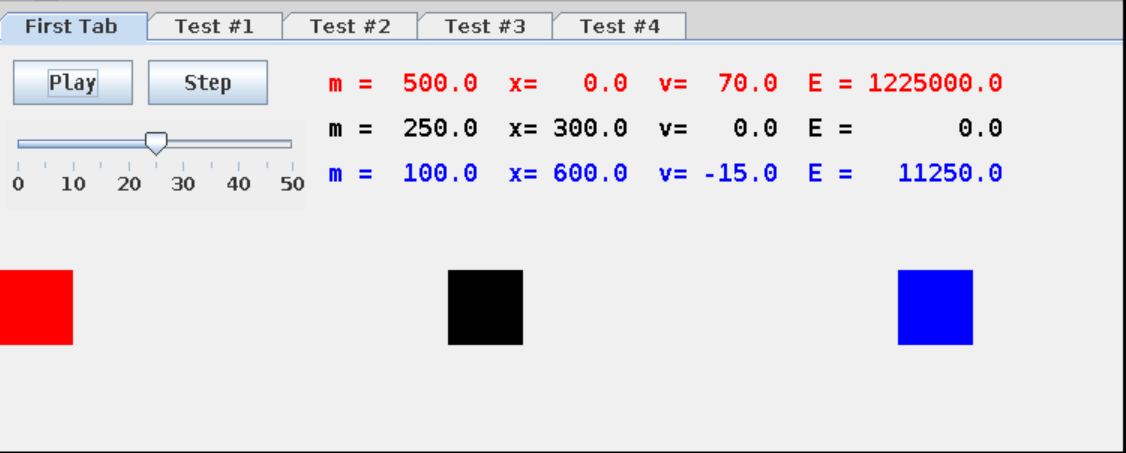 First Tab Test #1 Test #2 Test #3 Test #4
Play Step
m = 500.0 x= 0.0 v= 70.0 E = 1225000.0
m = 250.0 x= 300.0 v= 0.0 E = 0.0
m = 100.0 x= 600.0 v= -15.0 E = 11250.0
0 10 20 30 40 50